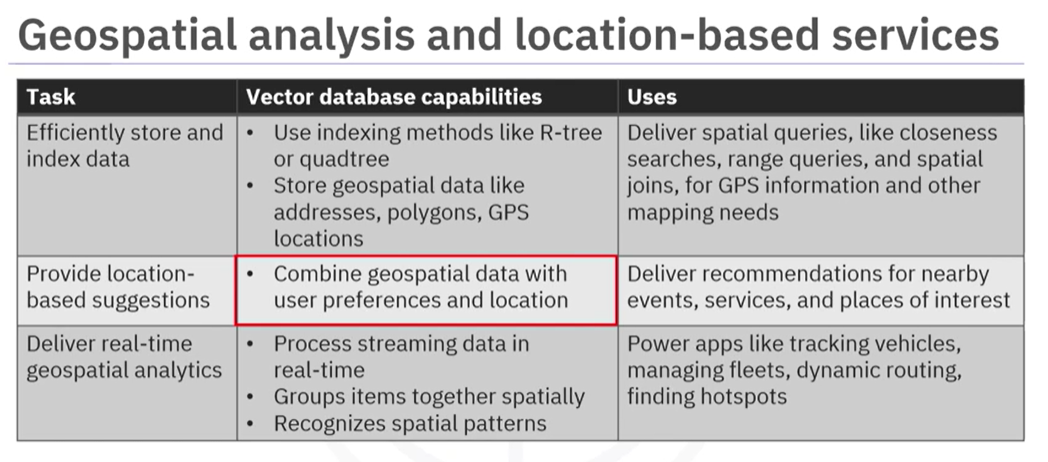 Geospatial analysis and location-based services
Task
Vector database capabilities
Uses
Efficiently store and
index data
• Use indexing methods like R-tree
or quadtree
• Store geospatial data like
addresses, polygons, GPS
locations
Deliver spatial queries, like closeness
searches, range queries, and spatial
joins, for GPS information and other
mapping needs
Provide location-
based suggestions
• Combine geospatial data with
user preferences and location
Deliver recommendations for nearby
events, services, and places of interest
Deliver real-time
geospatial analytics
• Process streaming data in
real-time
• Groups items together spatially
• Recognizes spatial patterns
Power apps like tracking vehicles,
managing fleets, dynamic routing,
finding hotspots